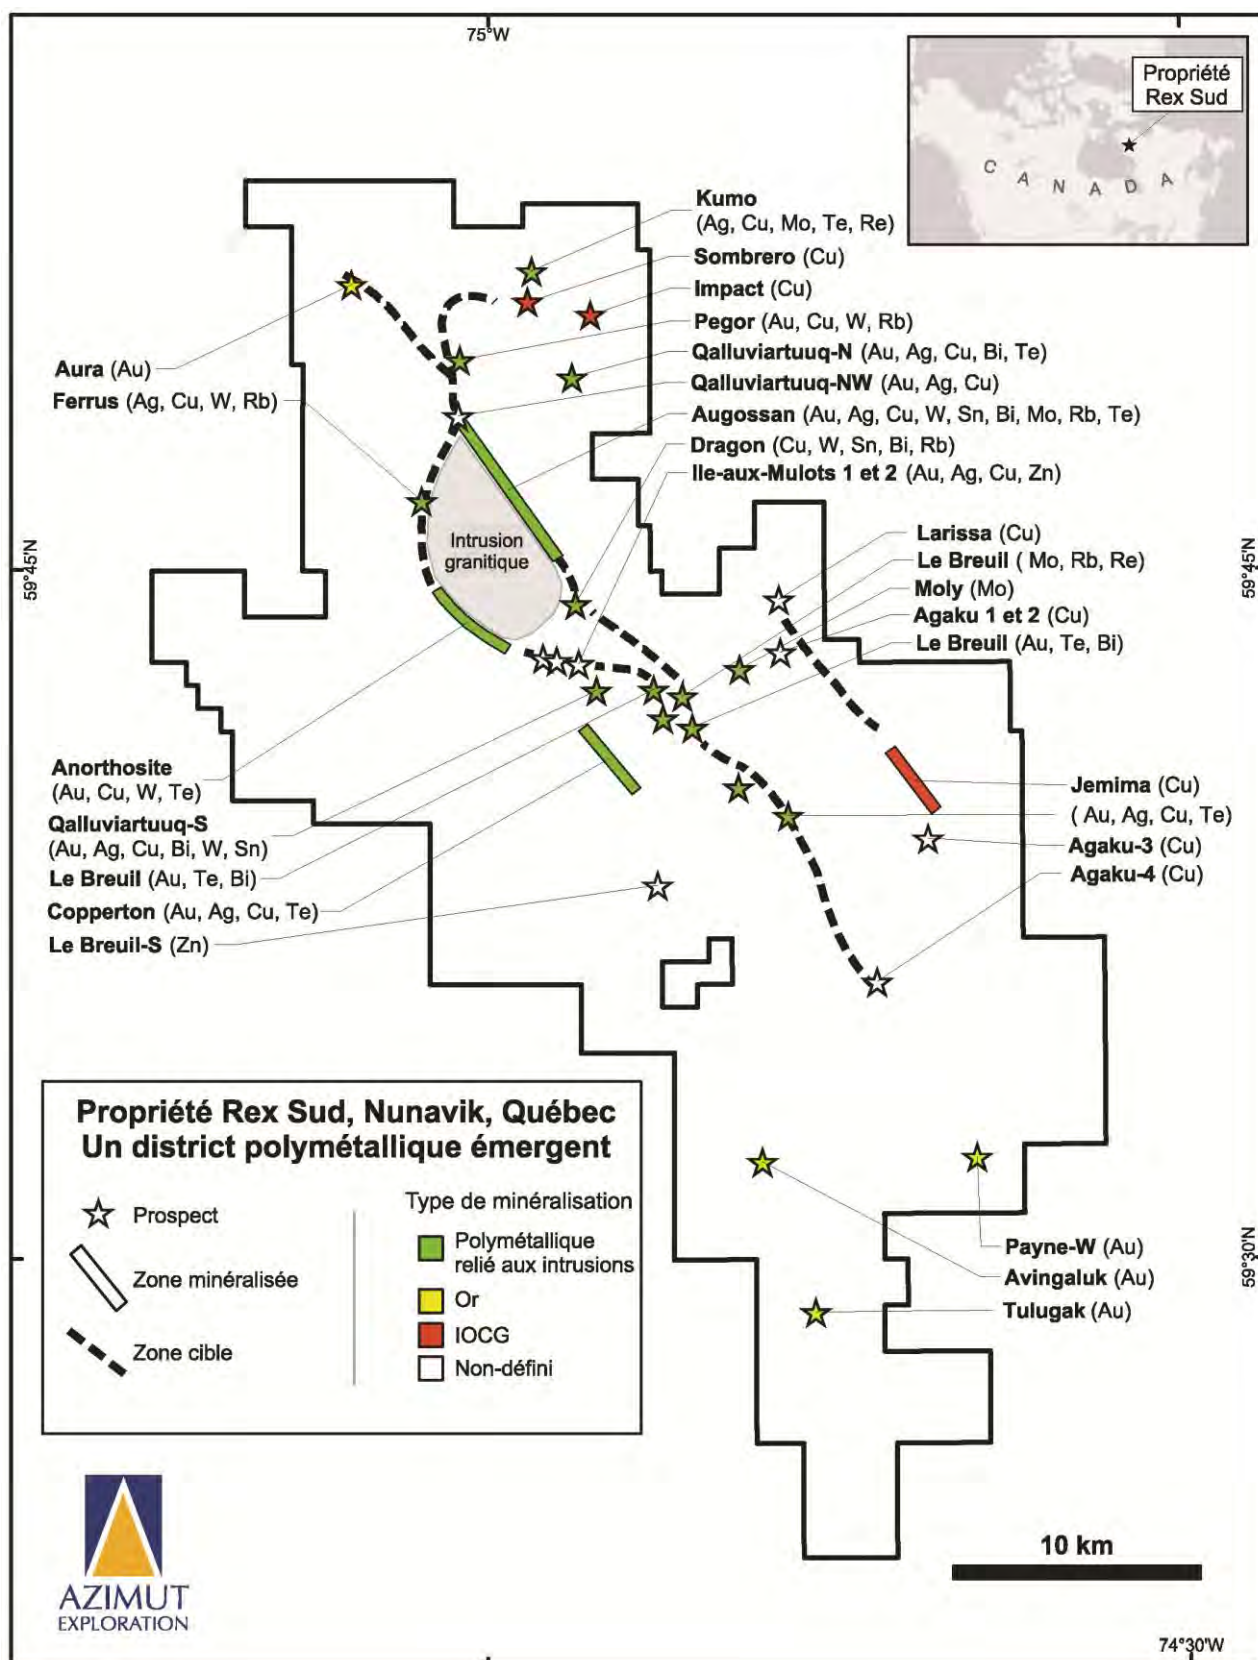 75°W
Propriété
Rex Sud
CANADA
Kumo
(Ag, Cu, Mo, Te, Re)
Sombrero (Cu)
Impact (Cu)
Pegor (Au, Cu, W, Rb)
Qalluviartuuq-N (Au, Ag, Cu, Bi, Te)
Qalluviartuuq-NW (Au, Ag, Cu)
Augossan (Au, Ag, Cu, W, Sn, Bi, Mo, Rb, Te)
Dragon (Cu, W, Sn, Bi, Rb)
Ile-aux-Mulots 1 et 2 (Au, Ag, Cu, Zn)
Aura (Au)
Ferrus (Ag, Cu, W, Rb)
Intrusion
granitique
59°45'N
59°45'N
Larissa (Cu)
Le Breuil ( Mo, Rb, Re)
Moly (Mo)
Agaku 1 et 2 (Cu)
Le Breuil (Au, Te, Bi)
Anorthosite
(Au, Cu, W, Te)
Qalluviartuuq-S
(Au, Ag, Cu, Bi, W, Sn)
Le Breuil (Au, Te, Bi)
Copperton (Au, Ag, Cu, Te)
Le Breuil-S (Zn)
Jemima (Cu)
( Au, Ag, Cu, Te)
Agaku-3 (Cu)
Agaku-4 (Cu)
Propriété Rex Sud, Nunavik, Québec
Un district polymétallique émergent
Prospect
Zone minéralisée
Zone cible
Type de minéralisation
Polymétallique
relié aux intrusions
Or
IOCG
Non-défini
Payne-W (Au)
Avingaluk (Au)
Tulugak (Au)
59°30'N
10 km
AZIMUT
EXPLORATION
74°30'W